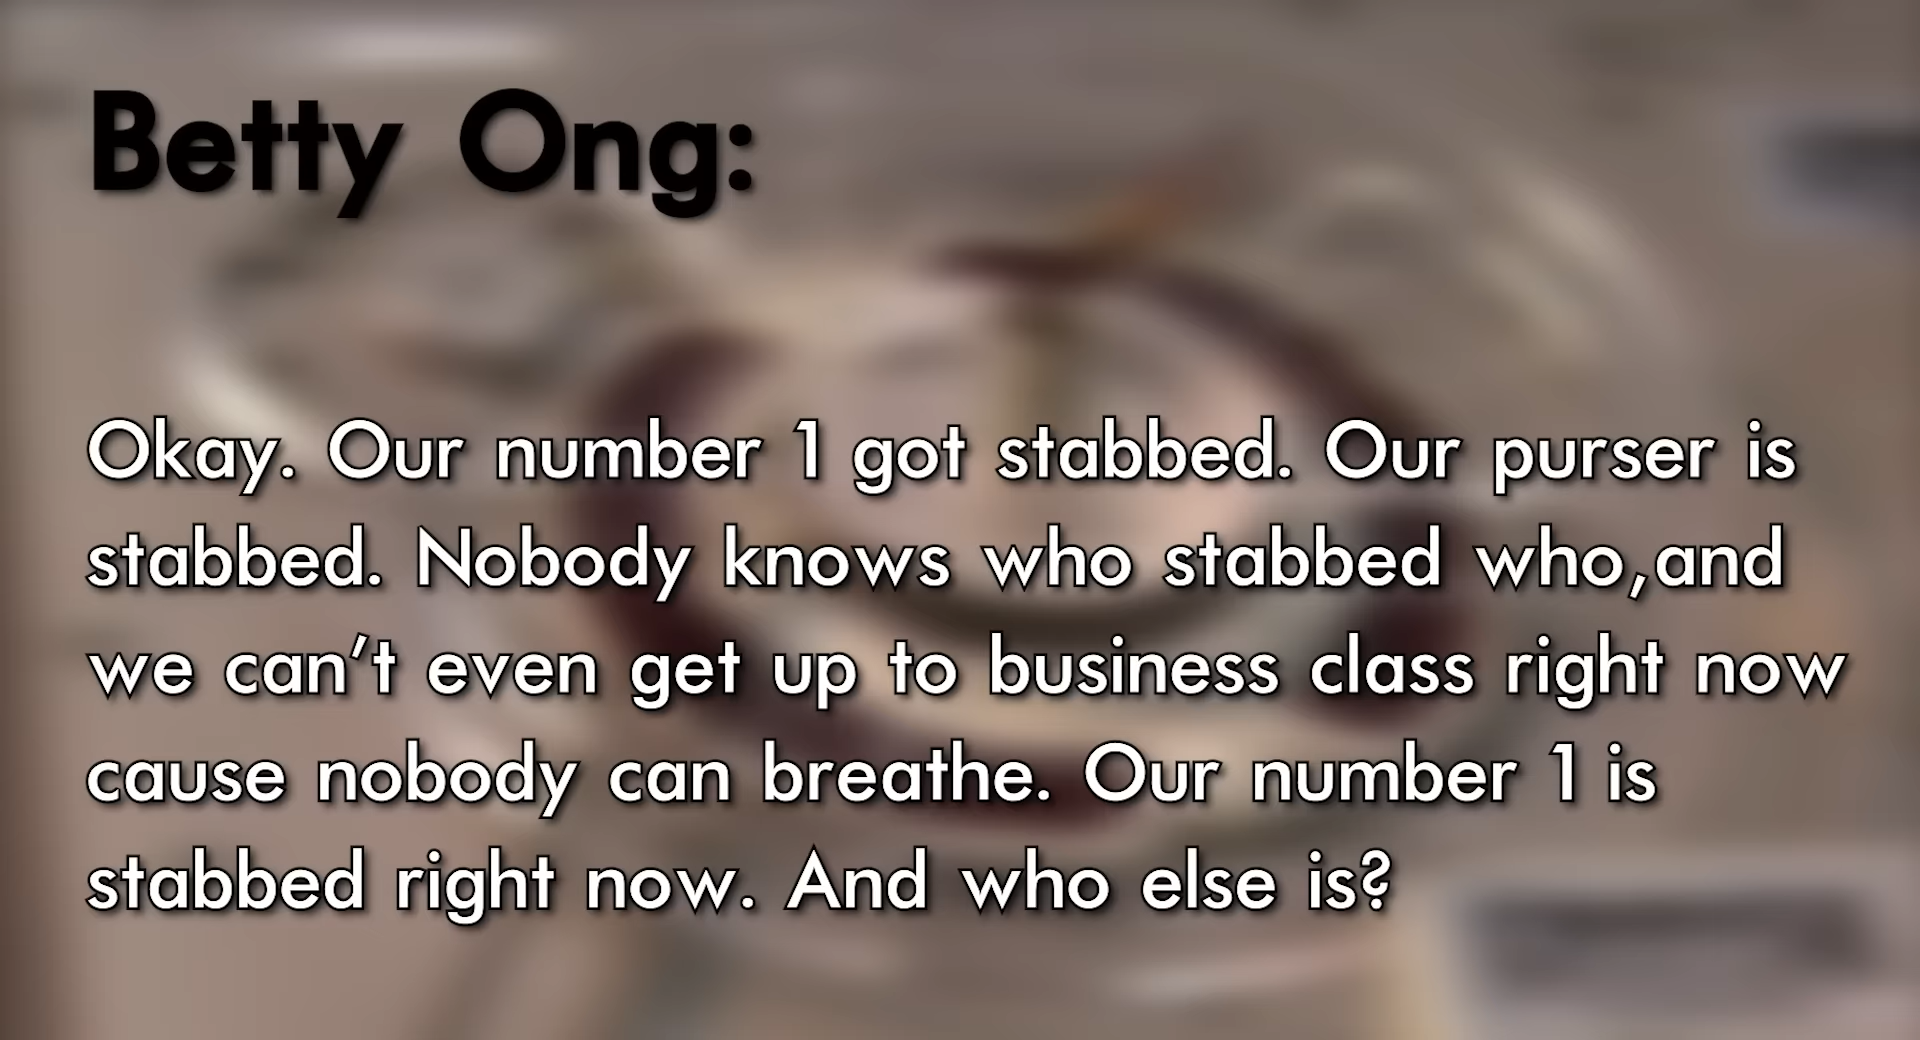 Betty Ong:
Okay. Our number 1 got stabbed. Our purser is
stabbed. Nobody knows who stabbed who,and
we can’t even get up to business class right now
cause nobody can breathe. Our number 1 is
stabbed right now. And who else is?